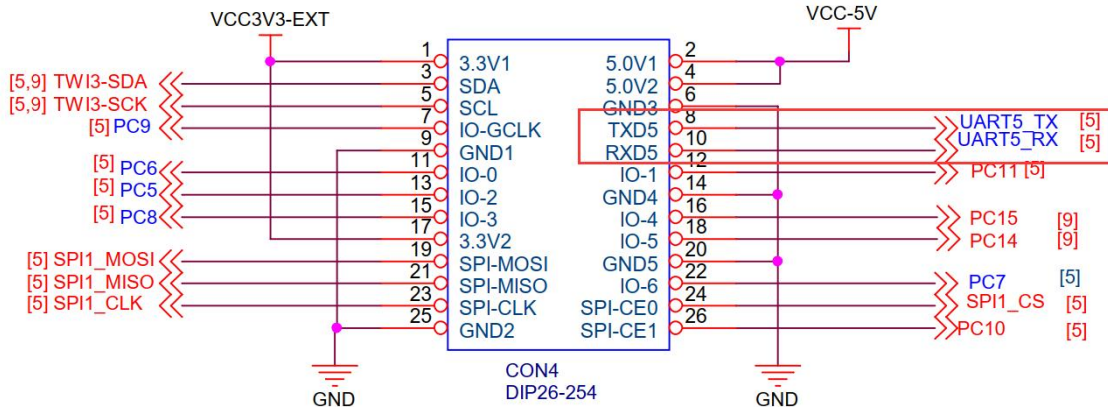 VCC3V3-EXT VCC-5V
1 3.3V1 5.0V1 2
[5,9] TWI3-SDA 3 SDA 5.0V2 4
[5,9] TWI3-SCK 5 SCL GND3 6
[5] PC9 7 IO-GCLK TXD5 8 UART5_TX [5]
9 GND1 RXD5 10 UART5_RX [5]
[5] PC6 11 IO-0 IO-1 12 PC11 [5]
[5] PC5 13 IO-2 GND4 14
[5] PC8 15 IO-3 IO-4 16 PC15 [9]
17 3.3V2 IO-5 18 PC14 [9]
[5] SPI1_MOSI 19 SPI-MOSI GND5 20
[5] SPI1_MISO 21 SPI-MISO IO-6 22 PC7 [5]
[5] SPI1_CLK 23 SPI-CLK SPI-CE0 24 SPI1_CS [5]
25 GND2 SPI-CE1 26 PC10 [5]
CON4
DIP26-254
GND GND